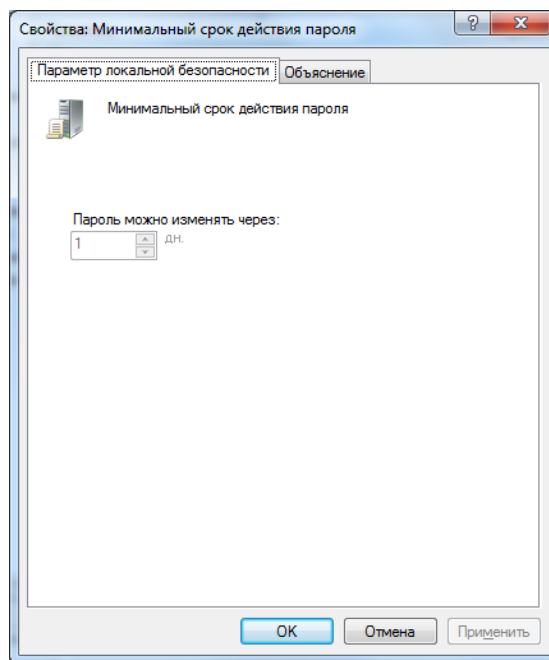 Свойства: Минимальный срок действия пароля
Параметр локальной безопасности
Объяснение
Минимальный срок действия пароля
Пароль можно изменять через:
1 дн.
OK
Отмена
Применить